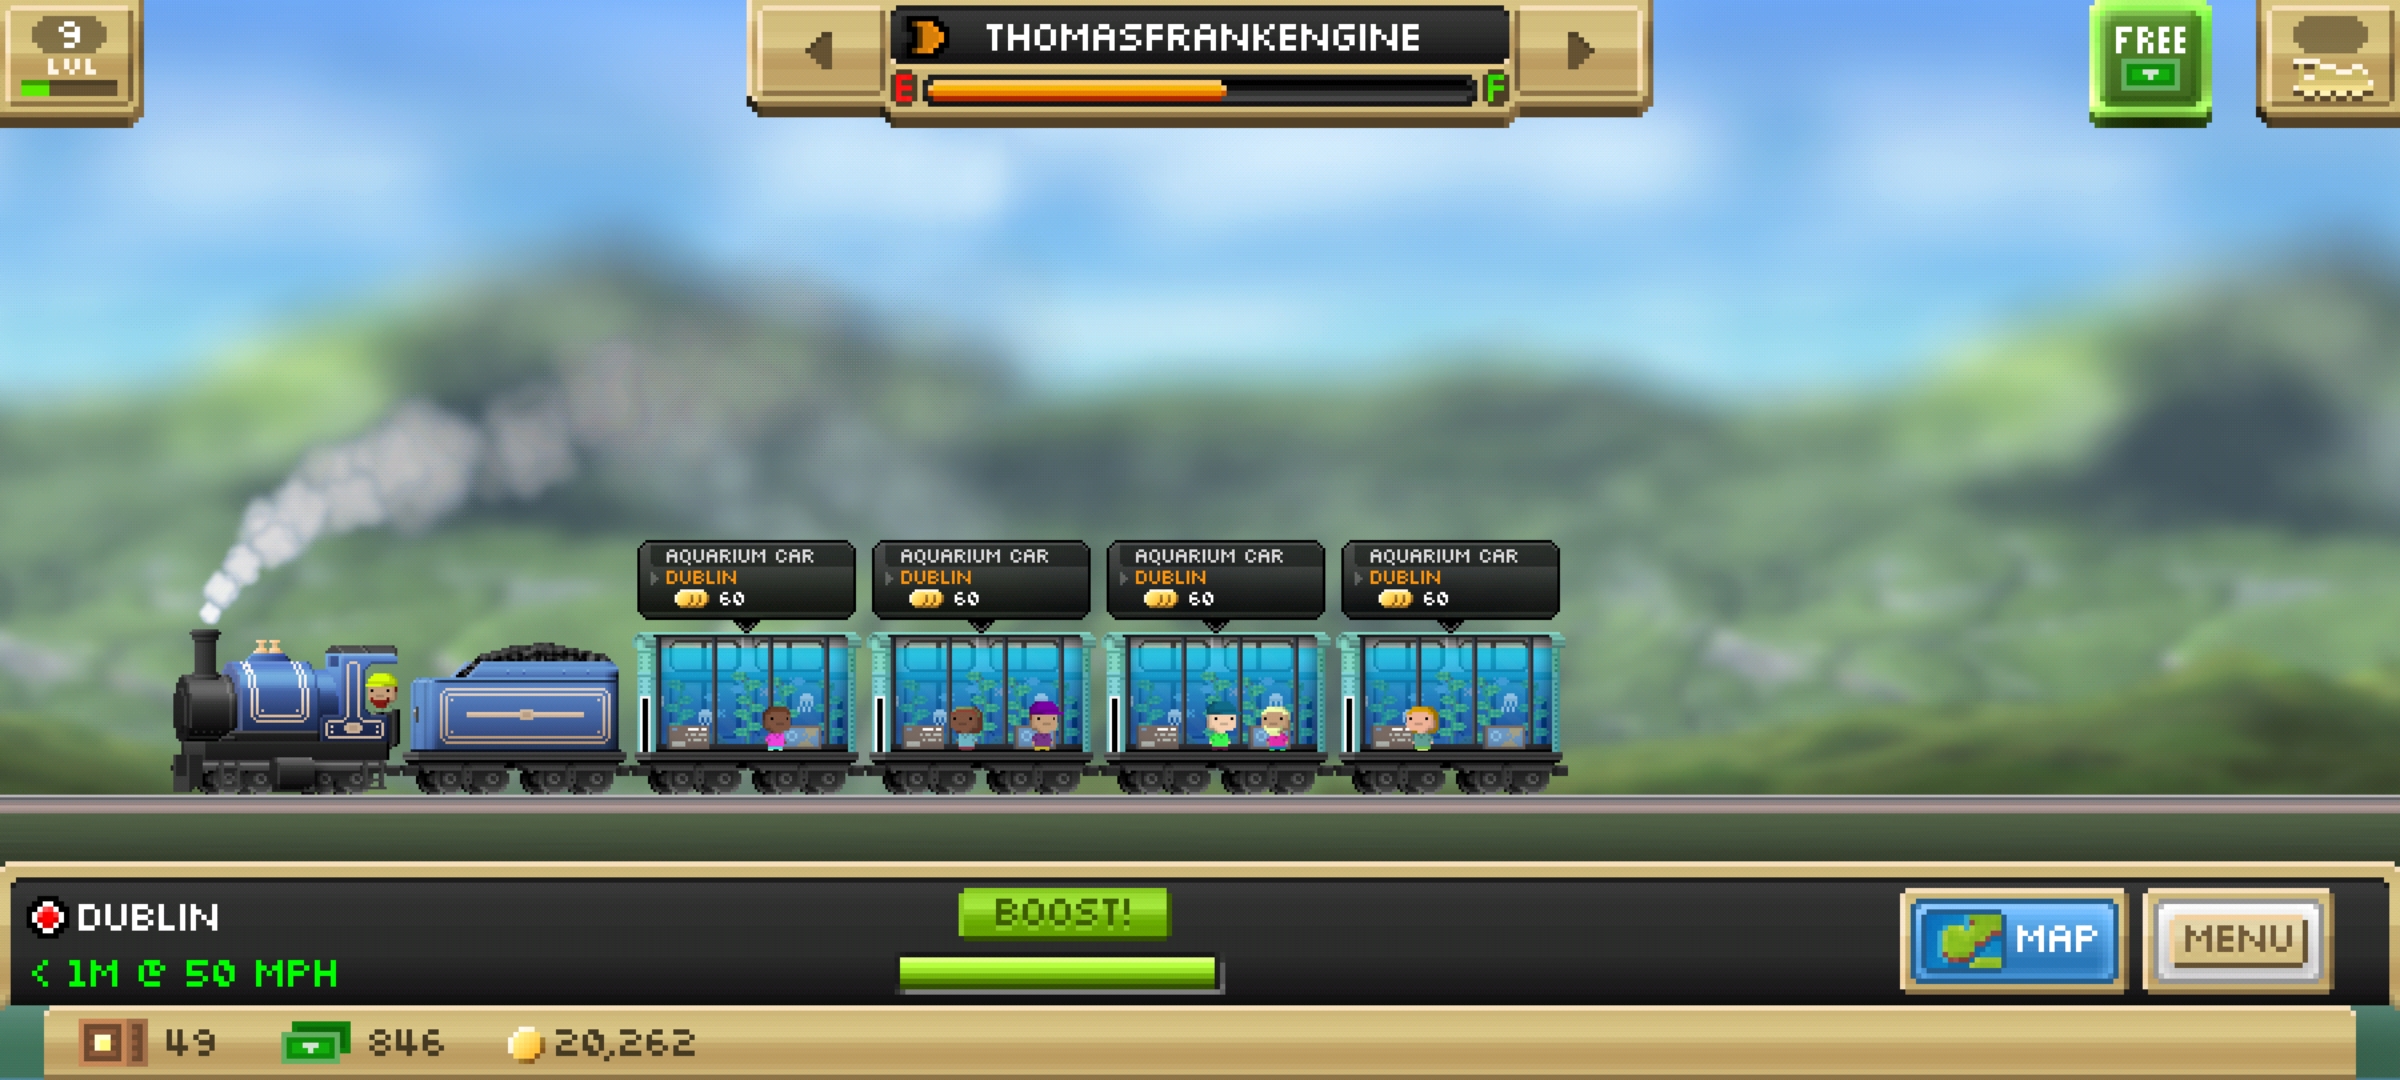 9
LVL
THOMASFRANKENGINE
E F
FREE
AQUARIUM CAR
DUBLIN
60
AQUARIUM CAR
DUBLIN
60
AQUARIUM CAR
DUBLIN
60
AQUARIUM CAR
DUBLIN
60
DUBLIN
< 1M @ 50 MPH
BOOST!
MAP
MENU
49
846
20,262